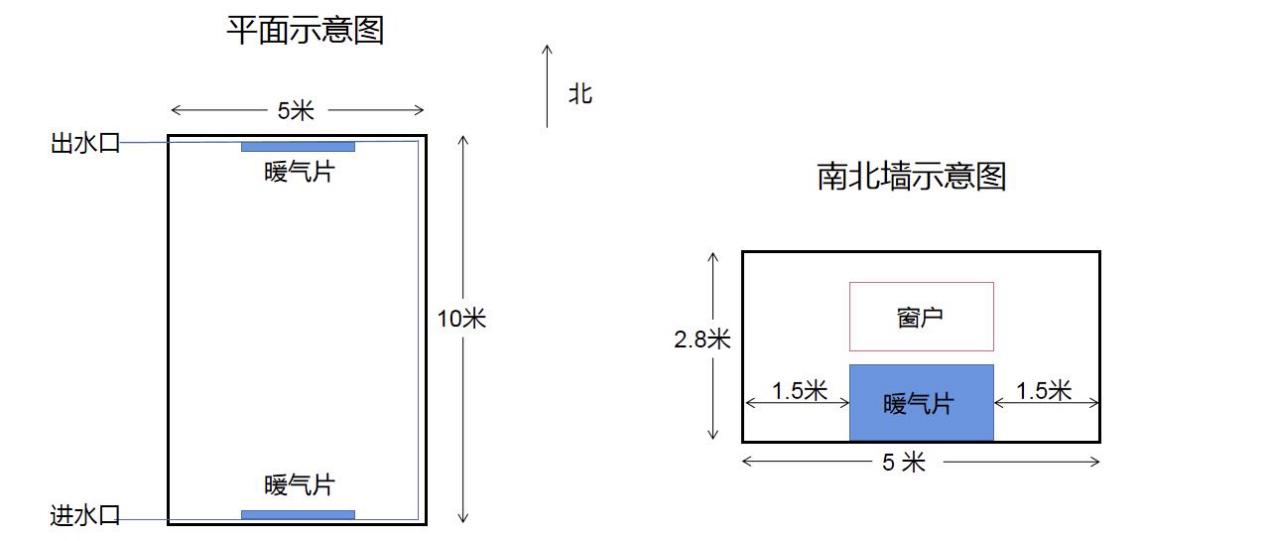 平面示意图
北
5米
出水口
暖气片
10米
暖气片
进水口
南北墙示意图
窗户
2.8米
1.5米
暖气片
1.5米
5 米